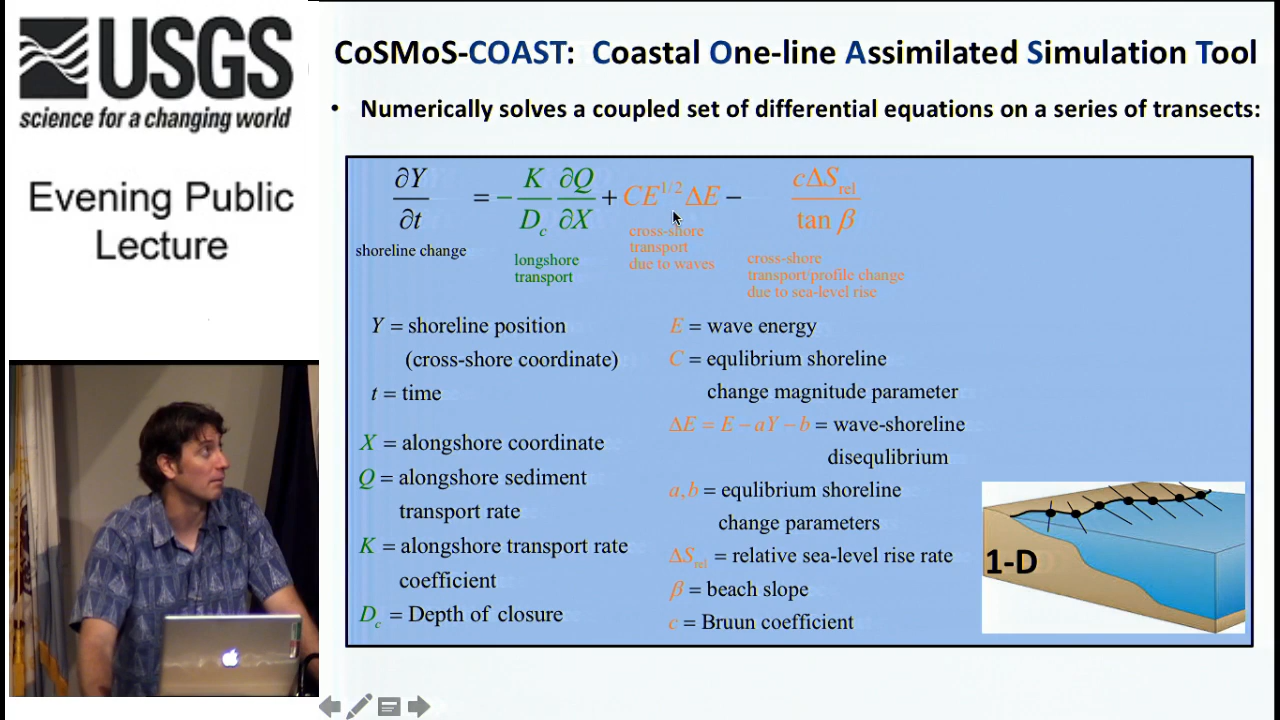 USGS
science for a changing world
Evening Public
Lecture
CoSMoS-COAST: Coastal One-line Assimilated Simulation Tool
• Numerically solves a coupled set of differential equations on a series of transects:
∂Y/∂t = − K/D_c ∂Q/∂X + CE^{1/2}ΔE − cΔS_rel/tan β
shoreline change
longshore
transport
cross-shore
transport
due to waves
cross-shore
transport/profile change
due to sea-level rise
Y = shoreline position
(cross-shore coordinate)
t = time
X = alongshore coordinate
Q = alongshore sediment
transport rate
K = alongshore transport rate
coefficient
D_c = Depth of closure
E = wave energy
C = equlibrium shoreline
change magnitude parameter
ΔE = E − aY − b = wave-shoreline
disequlibrium
a,b = equlibrium shoreline
change parameters
ΔS_rel = relative sea-level rise rate
β = beach slope
c = Bruun coefficient
1-D